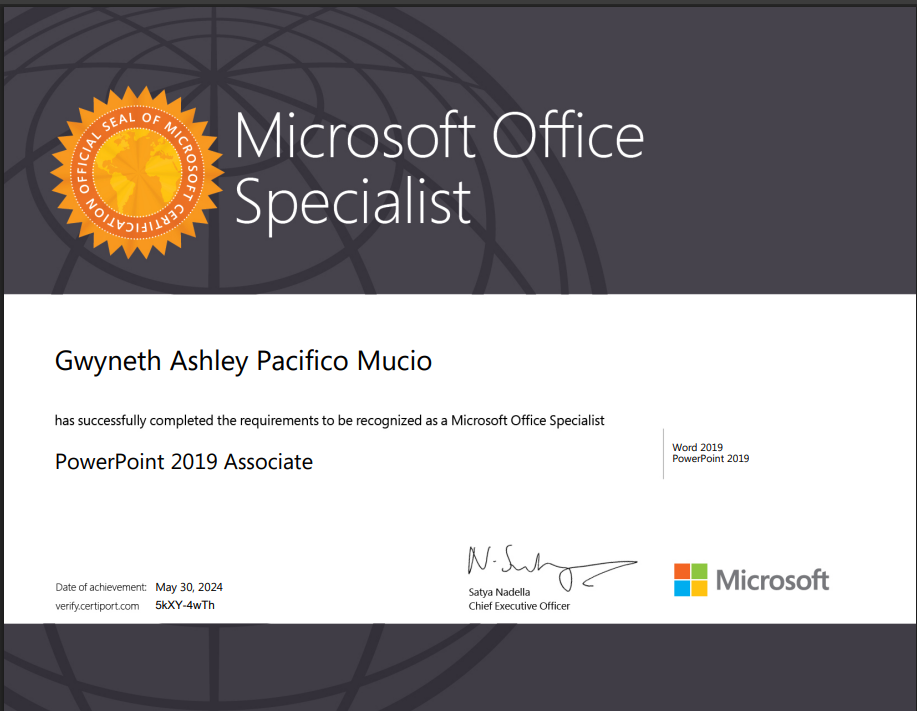 OFFICIAL SEAL OF MICROSOFT CERTIFICATION
Microsoft Office
Specialist
Gwyneth Ashley Pacifico Mucio
has successfully completed the requirements to be recognized as a Microsoft Office Specialist
PowerPoint 2019 Associate
Word 2019
PowerPoint 2019
Date of achievement: May 30, 2024
verify.certiport.com 5kXY-4wTh
Satya Nadella
Chief Executive Officer
Microsoft